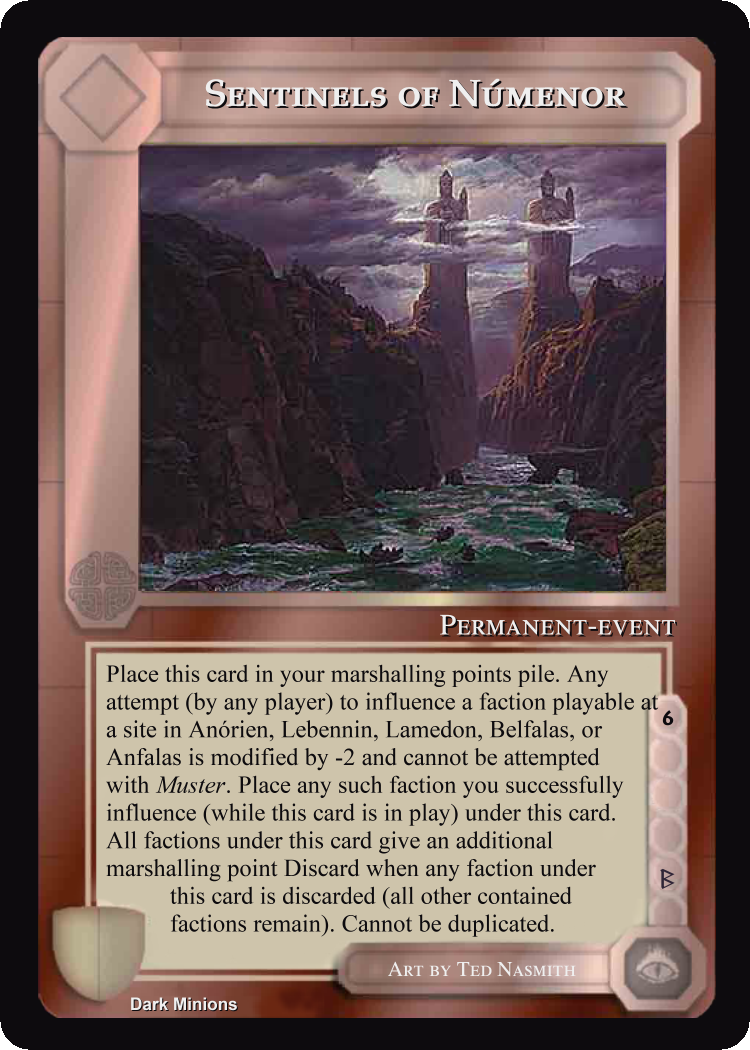 Sentinels of Númenor
Permanent-event
Place this card in your marshalling points pile. Any
attempt (by any player) to influence a faction playable at
a site in Anórien, Lebennin, Lamedon, Belfalas, or
Anfalas is modified by -2 and cannot be attempted
with Muster. Place any such faction you successfully
influence (while this card is in play) under this card.
All factions under this card give an additional
marshalling point Discard when any faction under
this card is discarded (all other contained
factions remain). Cannot be duplicated.
6
ᛒ
Art by Ted Nasmith
Dark Minions